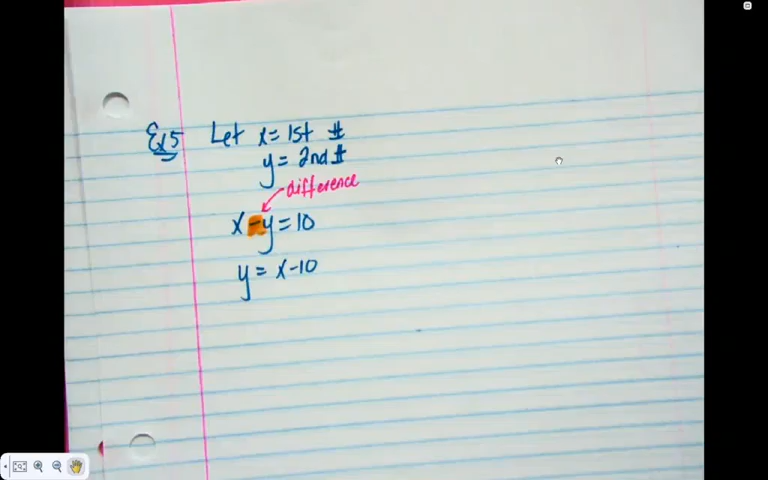 Ex5 Let x = 1st #
y = 2nd #
difference
x - y = 10
y = x - 10